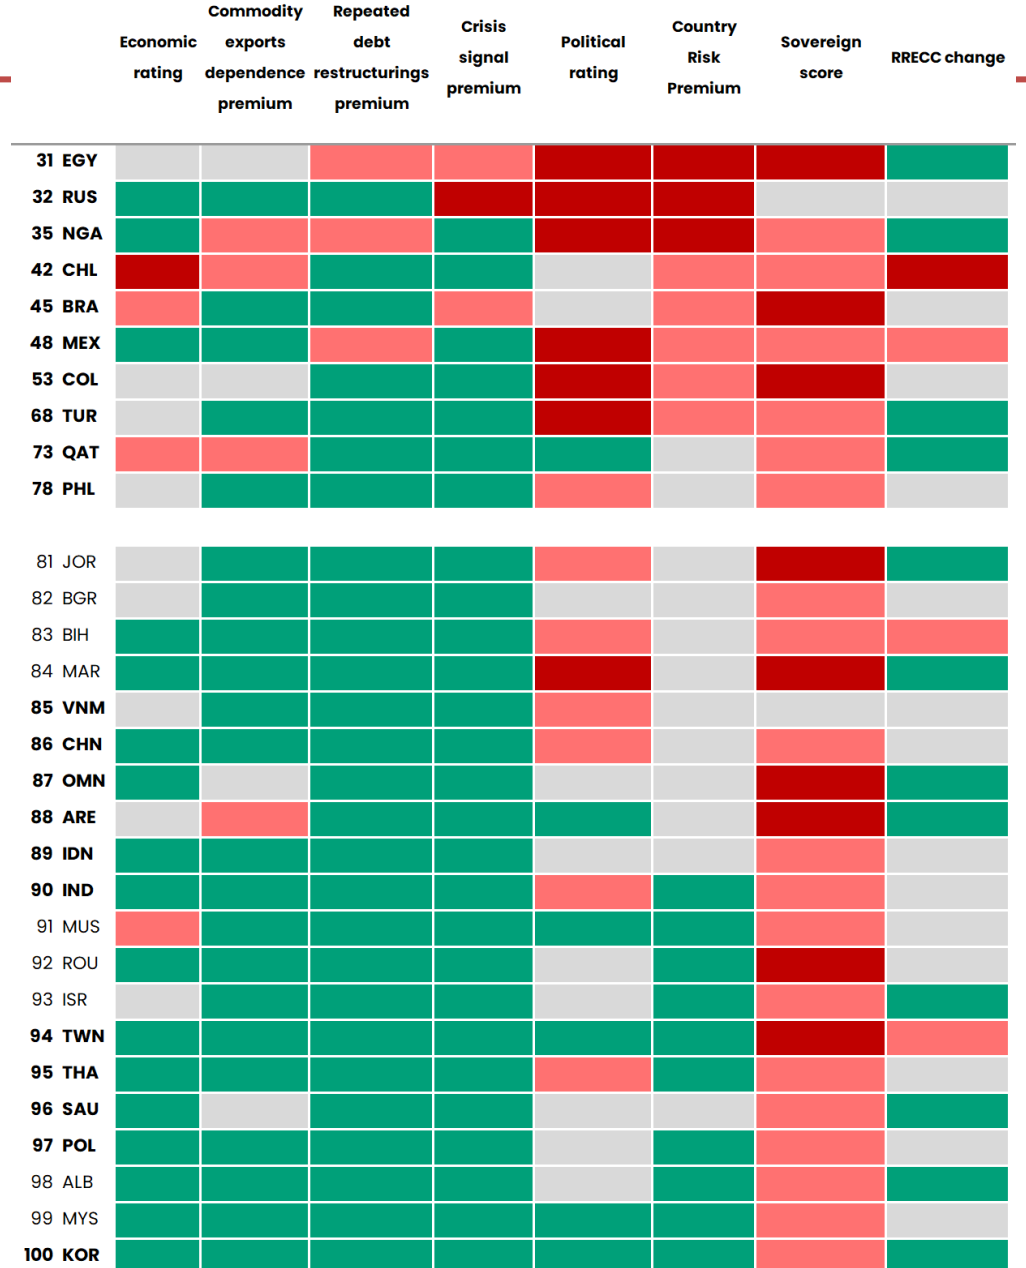 Economic rating
Commodity exports dependence premium
Repeated debt restructurings premium
Crisis signal premium
Political rating
Country Risk Premium
Sovereign score
RRECC change
31 EGY
32 RUS
35 NGA
42 CHL
45 BRA
48 MEX
53 COL
68 TUR
73 QAT
78 PHL
81 JOR
82 BGR
83 BIH
84 MAR
85 VNM
86 CHN
87 OMN
88 ARE
89 IDN
90 IND
91 MUS
92 ROU
93 ISR
94 TWN
95 THA
96 SAU
97 POL
98 ALB
99 MYS
100 KOR